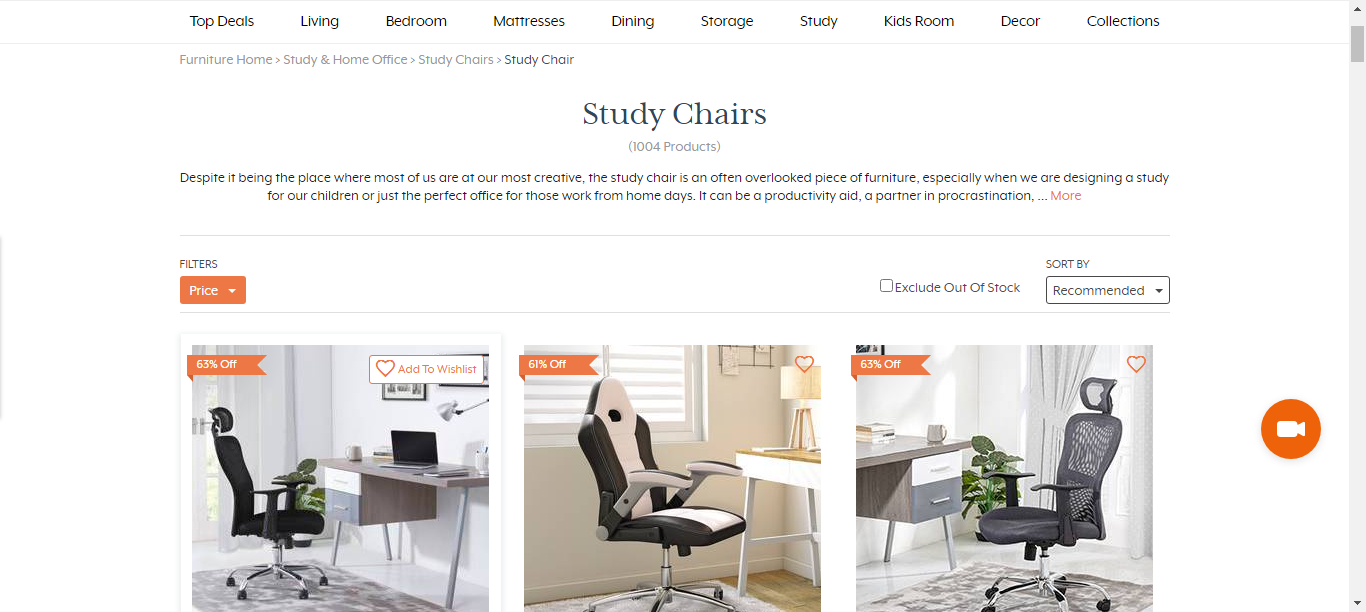 Top Deals Living Bedroom Mattresses Dining Storage Study Kids Room Decor Collections
Furniture Home > Study & Home Office > Study Chairs > Study Chair
Study Chairs
(1004 Products)
Despite it being the place where most of us are at our most creative, the study chair is an often overlooked piece of furniture, especially when we are designing a study
for our children or just the perfect office for those work from home days. It can be a productivity aid, a partner in procrastination, ... More
FILTERS
Price
Exclude Out Of Stock
SORT BY
Recommended
63% Off
Add To Wishlist
61% Off
63% Off